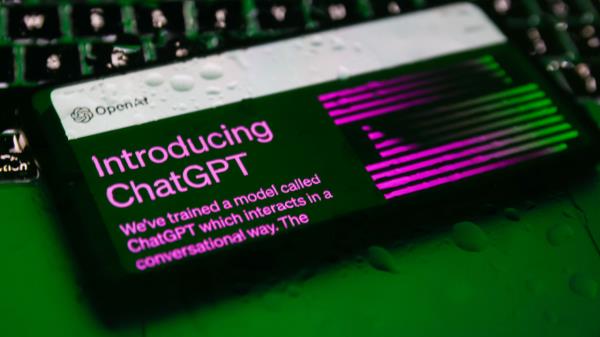 OpenAI
Introducing
ChatGPT
We've trained a model called
ChatGPT which interacts in a
conversational way. The